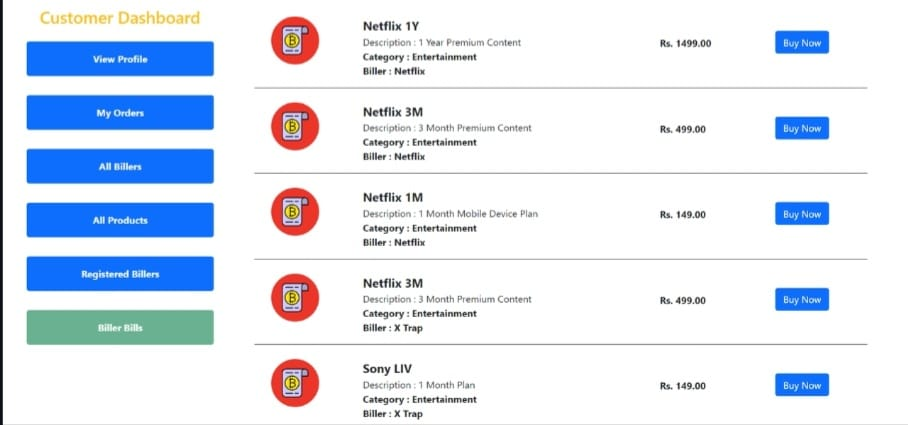 Customer Dashboard
View Profile
My Orders
All Billers
All Products
Registered Billers
Biller Bills
Netflix 1Y
Description : 1 Year Premium Content
Category : Entertainment
Biller : Netflix
Rs. 1499.00
Buy Now
Netflix 3M
Description : 3 Month Premium Content
Category : Entertainment
Biller : Netflix
Rs. 499.00
Buy Now
Netflix 1M
Description : 1 Month Mobile Device Plan
Category : Entertainment
Biller : Netflix
Rs. 149.00
Buy Now
Netflix 3M
Description : 3 Month Premium Content
Category : Entertainment
Biller : X Trap
Rs. 499.00
Buy Now
Sony LIV
Description : 1 Month Plan
Category : Entertainment
Biller : X Trap
Rs. 149.00
Buy Now